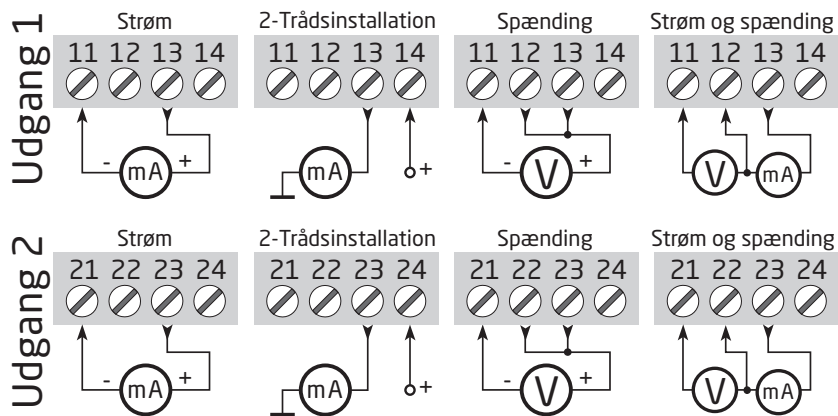 Udgang 1
Strøm
2-Trådsinstallation
Spænding
Strøm og spænding
11 12 13 14
11 12 13 14
11 12 13 14
11 12 13 14
- mA +
mA +
- V +
V mA
Udgang 2
Strøm
2-Trådsinstallation
Spænding
Strøm og spænding
21 22 23 24
21 22 23 24
21 22 23 24
21 22 23 24
- mA +
mA +
- V +
V mA